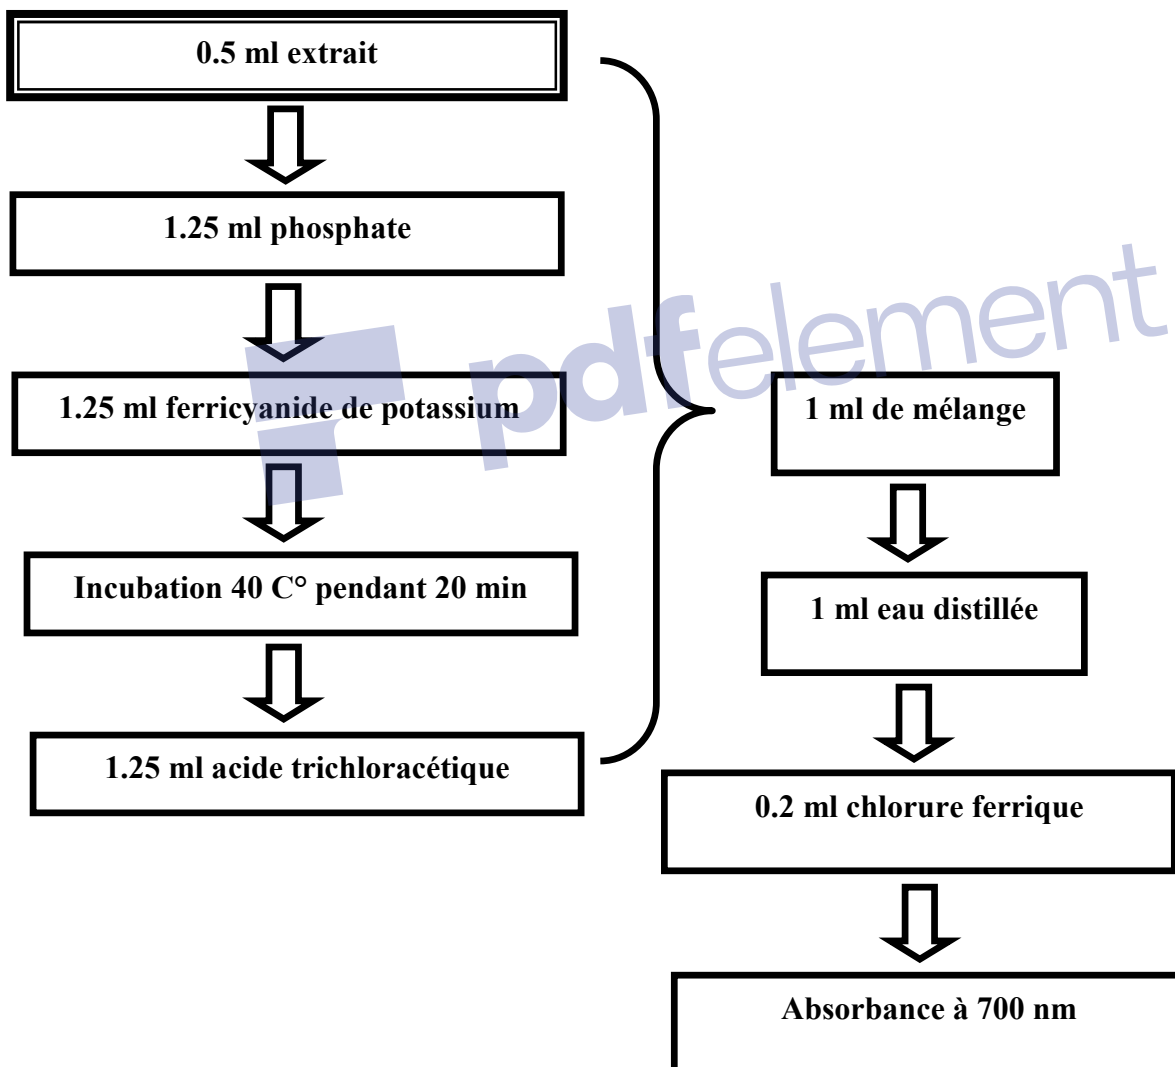 0.5 ml extrait
1.25 ml phosphate
1.25 ml ferricyanide de potassium
Incubation 40 C° pendant 20 min
1.25 ml acide trichloracétique
1 ml de mélange
1 ml eau distillée
0.2 ml chlorure ferrique
Absorbance à 700 nm
pdfelement